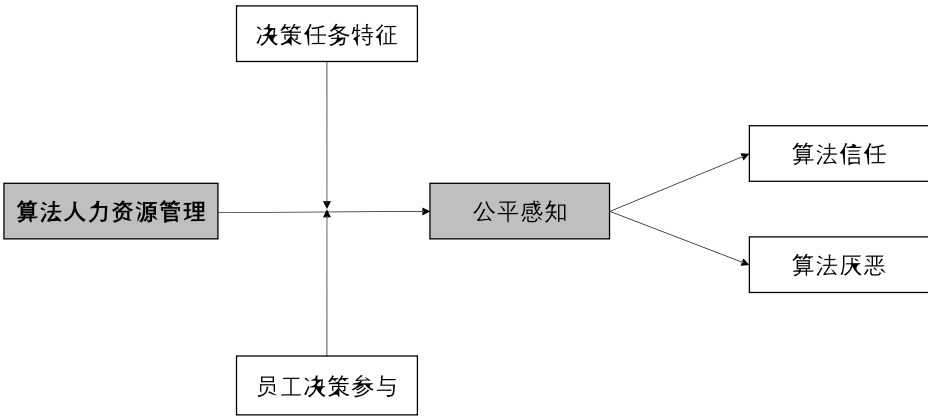 决策任务特征
算法信任
算法人力资源管理
公平感知
算法厌恶
员工决策参与